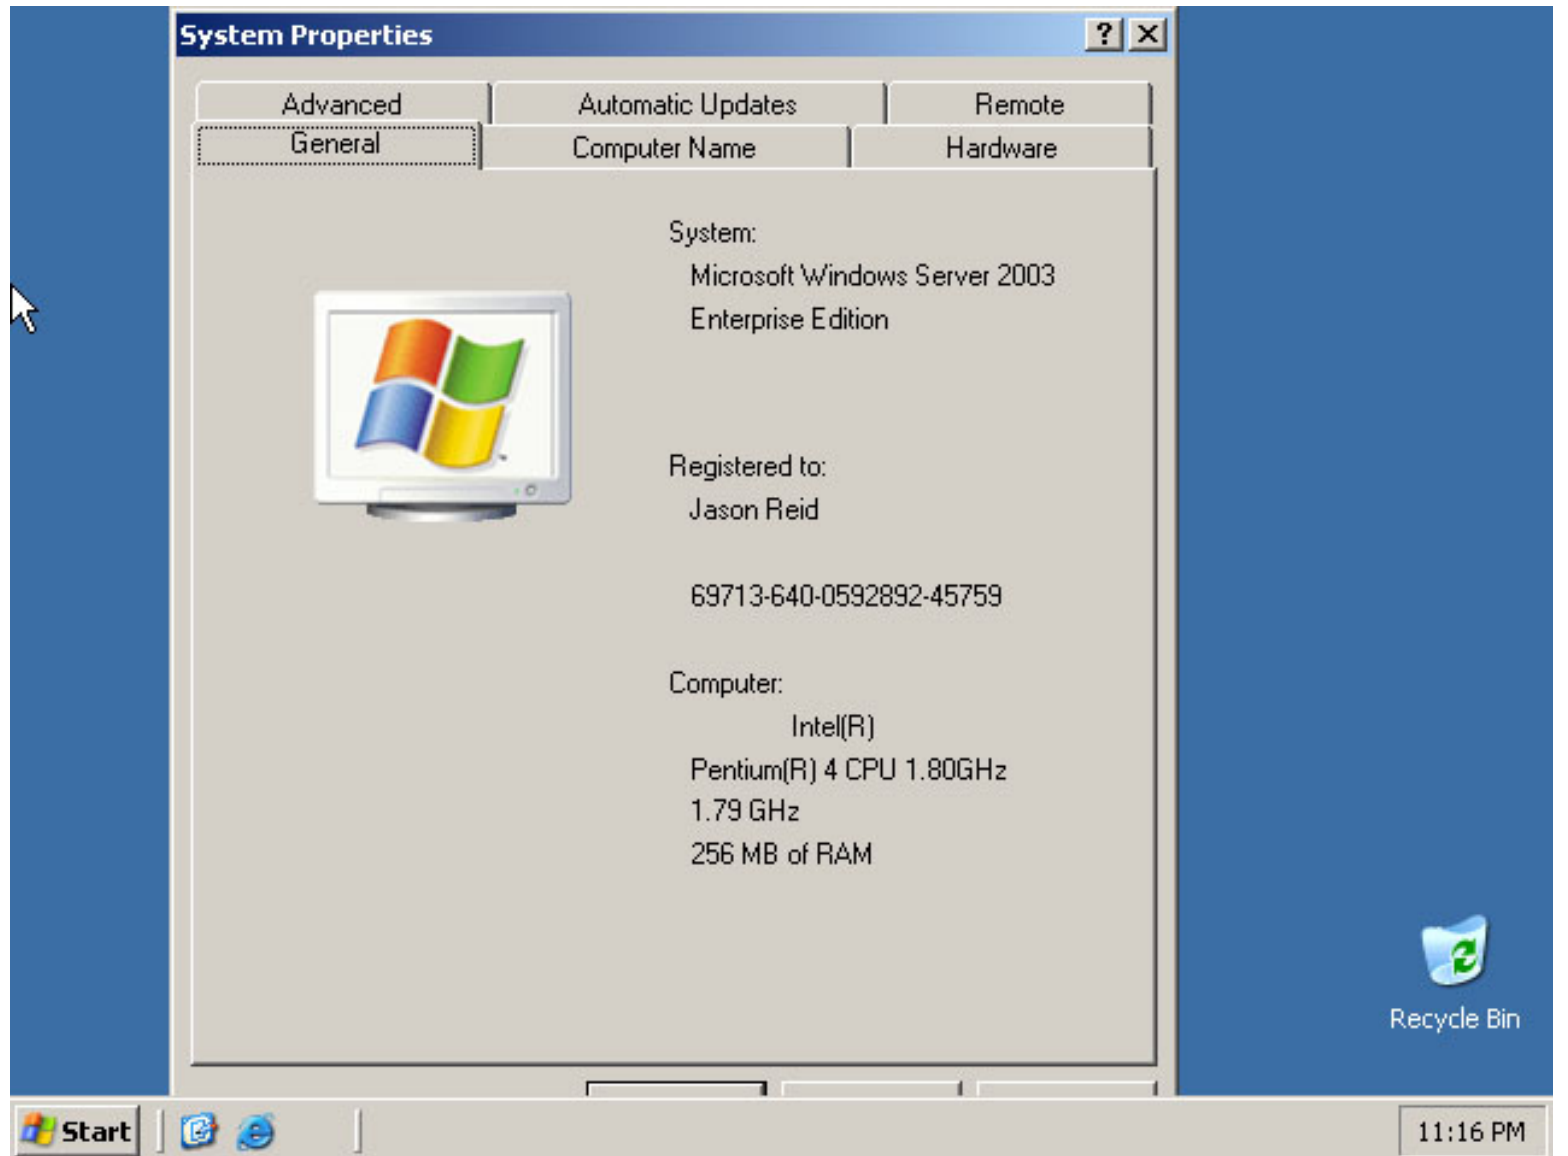 System Properties
Advanced
Automatic Updates
Remote
General
Computer Name
Hardware
System:
Microsoft Windows Server 2003
Enterprise Edition
Registered to:
Jason Reid
69713-640-0592892-45759
Computer:
Intel(R)
Pentium(R) 4 CPU 1.80GHz
1.79 GHz
256 MB of RAM
Recycle Bin
Start
11:16 PM